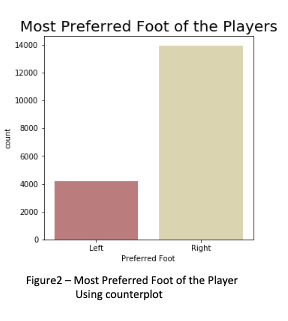 Most Preferred Foot of the Players
14000
12000
10000
8000
6000
4000
2000
0
count
Left Right
Preferred Foot
Figure2 – Most Preferred Foot of the Player
Using counterplot